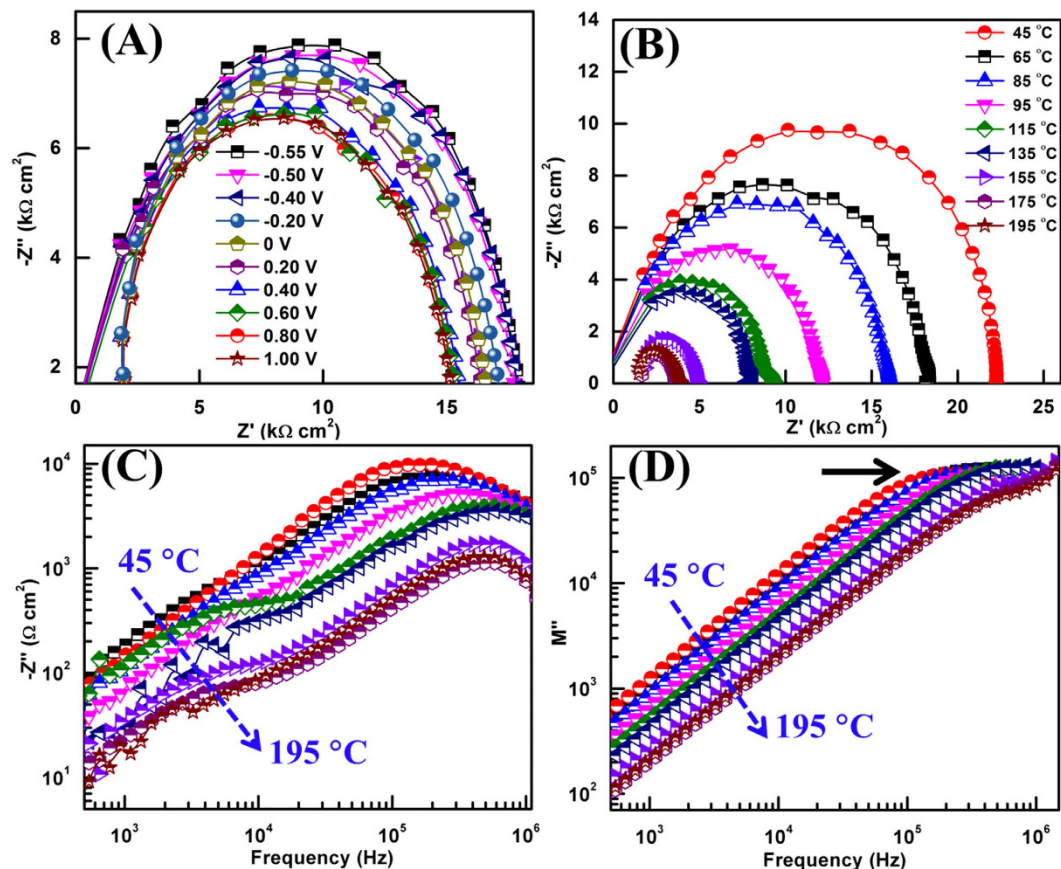 (A)
8
6
4
2
-Z'' (kΩ cm²)
0
5
10
15
Z' (kΩ cm²)
-0.55 V
-0.50 V
-0.40 V
-0.20 V
0 V
0.20 V
0.40 V
0.60 V
0.80 V
1.00 V
(B)
14
12
10
8
6
4
2
0
-Z'' (kΩ cm²)
0
5
10
15
20
25
Z' (kΩ cm²)
45 °C
65 °C
85 °C
95 °C
115 °C
135 °C
155 °C
175 °C
195 °C
(C)
10⁴
10³
10²
10¹
-Z'' (Ω cm²)
45 °C
195 °C
10³
10⁴
10⁵
10⁶
Frequency (Hz)
(D)
10⁵
10⁴
10³
10²
M''
45 °C
195 °C
10³
10⁴
10⁵
10⁶
Frequency (Hz)